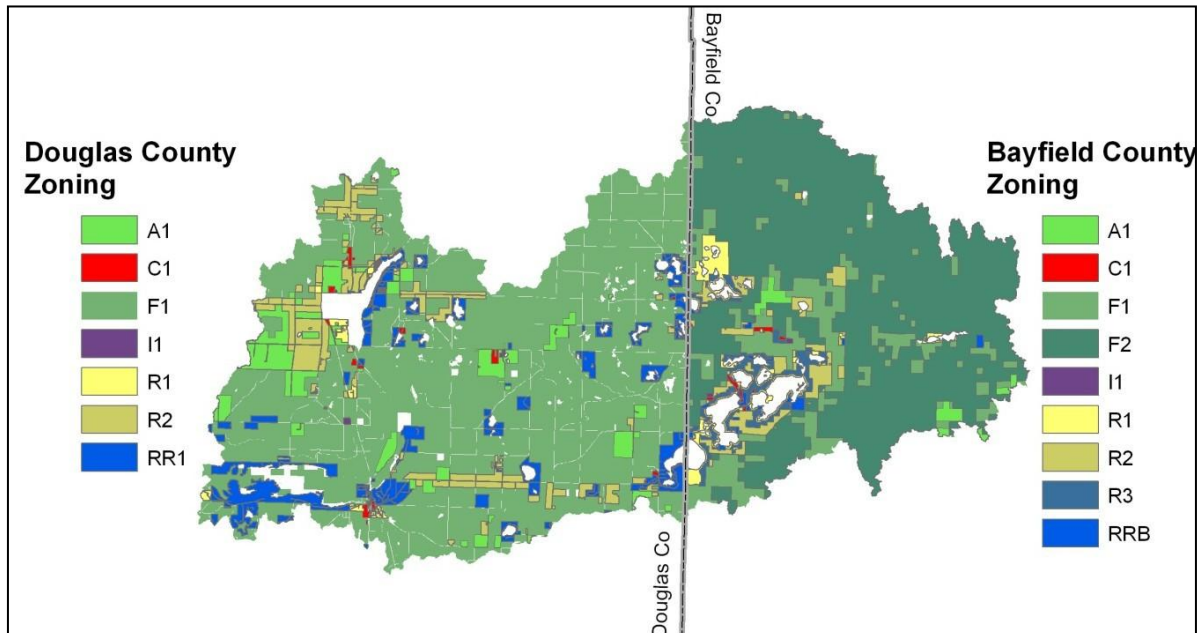 Bayfield Co
Douglas County
Zoning
A1
C1
F1
I1
R1
R2
RR1
Bayfield County
Zoning
A1
C1
F1
F2
I1
R1
R2
R3
RRB
Douglas Co